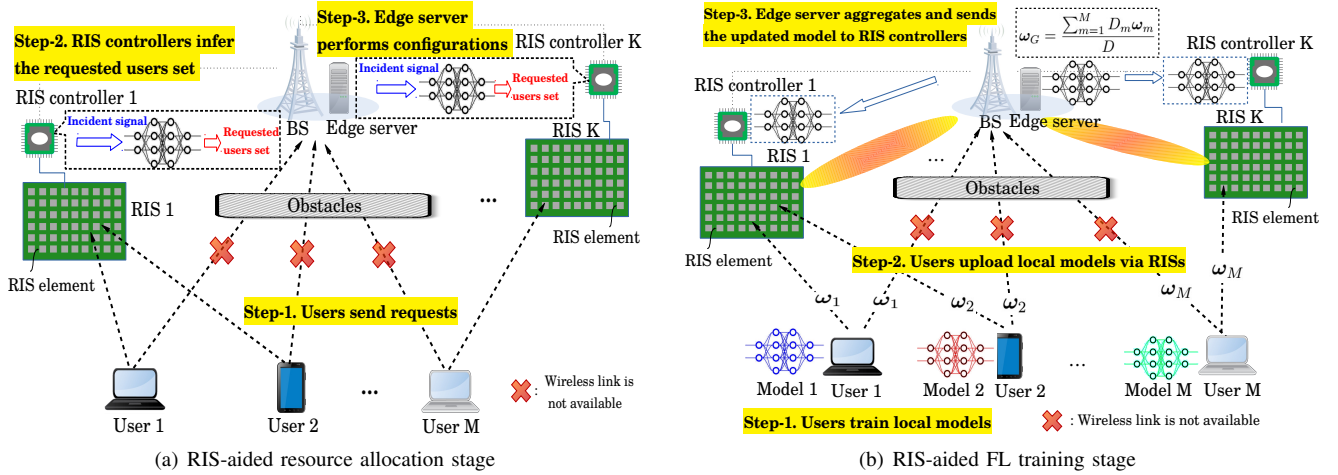 Step-2. RIS controllers infer
the requested users set
Step-3. Edge server
performs configurations
RIS controller K
Incident signal
Requested
users set
RIS controller 1
Incident signal
Requested
users set
BS
Edge server
RIS K
RIS 1
Obstacles
...
RIS element
RIS element
Step-1. Users send requests
...
: Wireless link is
not available
User 1
User 2
User M
(a) RIS-aided resource allocation stage
Step-3. Edge server aggregates and sends
the updated model to RIS controllers
ω_G = ∑_{m=1}^{M} D_m ω_m / D
RIS controller K
RIS controller 1
BS
Edge server
RIS K
RIS 1
...
Obstacles
RIS element
RIS element
Step-2. Users upload local models via RISs
ω_1
ω_1
ω_2
ω_2
ω_M
ω_M
...
Model 1
User 1
Model 2
User 2
Model M
User M
Step-1. Users train local models
: Wireless link is not available
(b) RIS-aided FL training stage